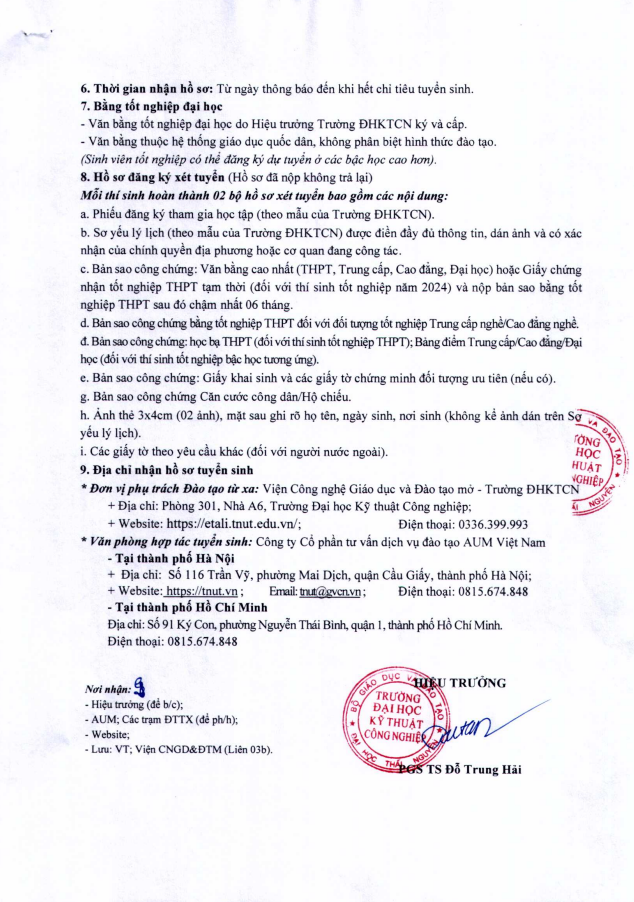 6. Thời gian nhận hồ sơ: Từ ngày thông báo đến khi hết chỉ tiêu tuyển sinh.
7. Bằng tốt nghiệp đại học
- Văn bằng tốt nghiệp đại học do Hiệu trưởng Trường ĐHKTCN ký và cấp.
- Văn bằng thuộc hệ thống giáo dục quốc dân, không phân biệt hình thức đào tạo.
(Sinh viên tốt nghiệp có thể đăng ký dự tuyển ở các bậc học cao hơn).
8. Hồ sơ đăng ký xét tuyển (Hồ sơ đã nộp không trả lại)
Mỗi thí sinh hoàn thành 02 bộ hồ sơ xét tuyển bao gồm các nội dung:
a. Phiếu đăng ký tham gia học tập (theo mẫu của Trường ĐHKTCN).
b. Sơ yếu lý lịch (theo mẫu của Trường ĐHKTCN) được điền đầy đủ thông tin, dán ảnh và có xác
nhận của chính quyền địa phương hoặc cơ quan đang công tác.
c. Bản sao công chứng: Văn bằng cao nhất (THPT, Trung cấp, Cao đẳng, Đại học) hoặc Giấy chứng
nhận tốt nghiệp THPT tạm thời (đối với thí sinh tốt nghiệp năm 2024) và nộp bản sao bằng tốt
nghiệp THPT sau đó chậm nhất 06 tháng.
d. Bản sao công chứng bằng tốt nghiệp THPT đối với đối tượng tốt nghiệp Trung cấp nghề/Cao đẳng nghề.
đ. Bản sao công chứng: học bạ THPT (đối với thí sinh tốt nghiệp THPT); Bảng điểm Trung cấp/Cao đẳng/Đại
học (đối với thí sinh tốt nghiệp bậc học tương ứng).
e. Bản sao công chứng: Giấy khai sinh và các giấy tờ chứng minh đối tượng ưu tiên (nếu có).
g. Bản sao công chứng Căn cước công dân/Hộ chiếu.
h. Ảnh thẻ 3x4cm (02 ảnh), mặt sau ghi rõ họ tên, ngày sinh, nơi sinh (không kể ảnh dán trên Sơ
yếu lý lịch).
i. Các giấy tờ theo yêu cầu khác (đối với người nước ngoài).
VÀ ĐÀO TẠO
ƯỜNG
HỌC
HUẬT
NGHIỆP
NGUYÊN
9. Địa chỉ nhận hồ sơ tuyển sinh
* Đơn vị phụ trách Đào tạo từ xa: Viện Công nghệ Giáo dục và Đào tạo mở - Trường ĐHKTCN
+ Địa chỉ: Phòng 301, Nhà A6, Trường Đại học Kỹ thuật Công nghiệp;
+ Website: https://etali.tnut.edu.vn/; Điện thoại: 0336.399.993
* Văn phòng hợp tác tuyển sinh: Công ty Cổ phần tư vấn dịch vụ đào tạo AUM Việt Nam
- Tại thành phố Hà Nội
+ Địa chỉ: Số 116 Trần Vỹ, phường Mai Dịch, quận Cầu Giấy, thành phố Hà Nội;
+ Website: https://tnut.vn ; Email: tnut@gvcn.vn ; Điện thoại: 0815.674.848
- Tại thành phố Hồ Chí Minh
Địa chỉ: Số 91 Ký Con, phường Nguyễn Thái Bình, quận 1, thành phố Hồ Chí Minh.
Điện thoại: 0815.674.848
Nơi nhận:
- Hiệu trưởng (để b/c);
- AUM; Các trạm ĐTTX (để ph/h);
- Website;
- Lưu: VT; Viện CNGD&ĐTM (Liên 03b).
HIỆU TRƯỞNG
BỘ GIÁO DỤC VÀ ĐÀO TẠO
TRƯỜNG
ĐẠI HỌC
KỸ THUẬT
CÔNG NGHIỆP
ĐẠI HỌC THÁI NGUYÊN
PGS TS Đỗ Trung Hải